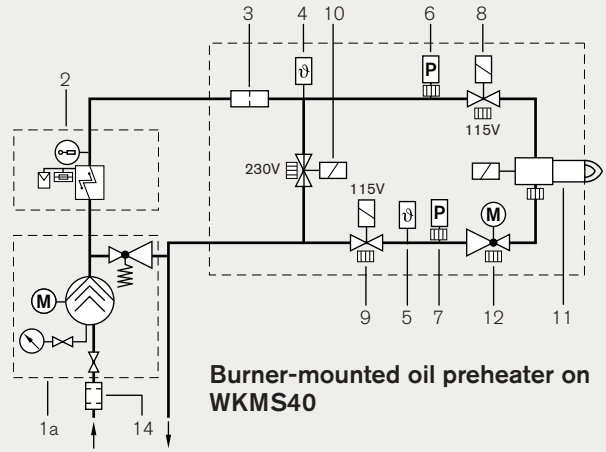 3 4 10 6 8
2
ϑ P
115V
230V
115V
ϑ P M
M
9 5 7 12 11
Burner-mounted oil preheater on
WKMS40
1a 14